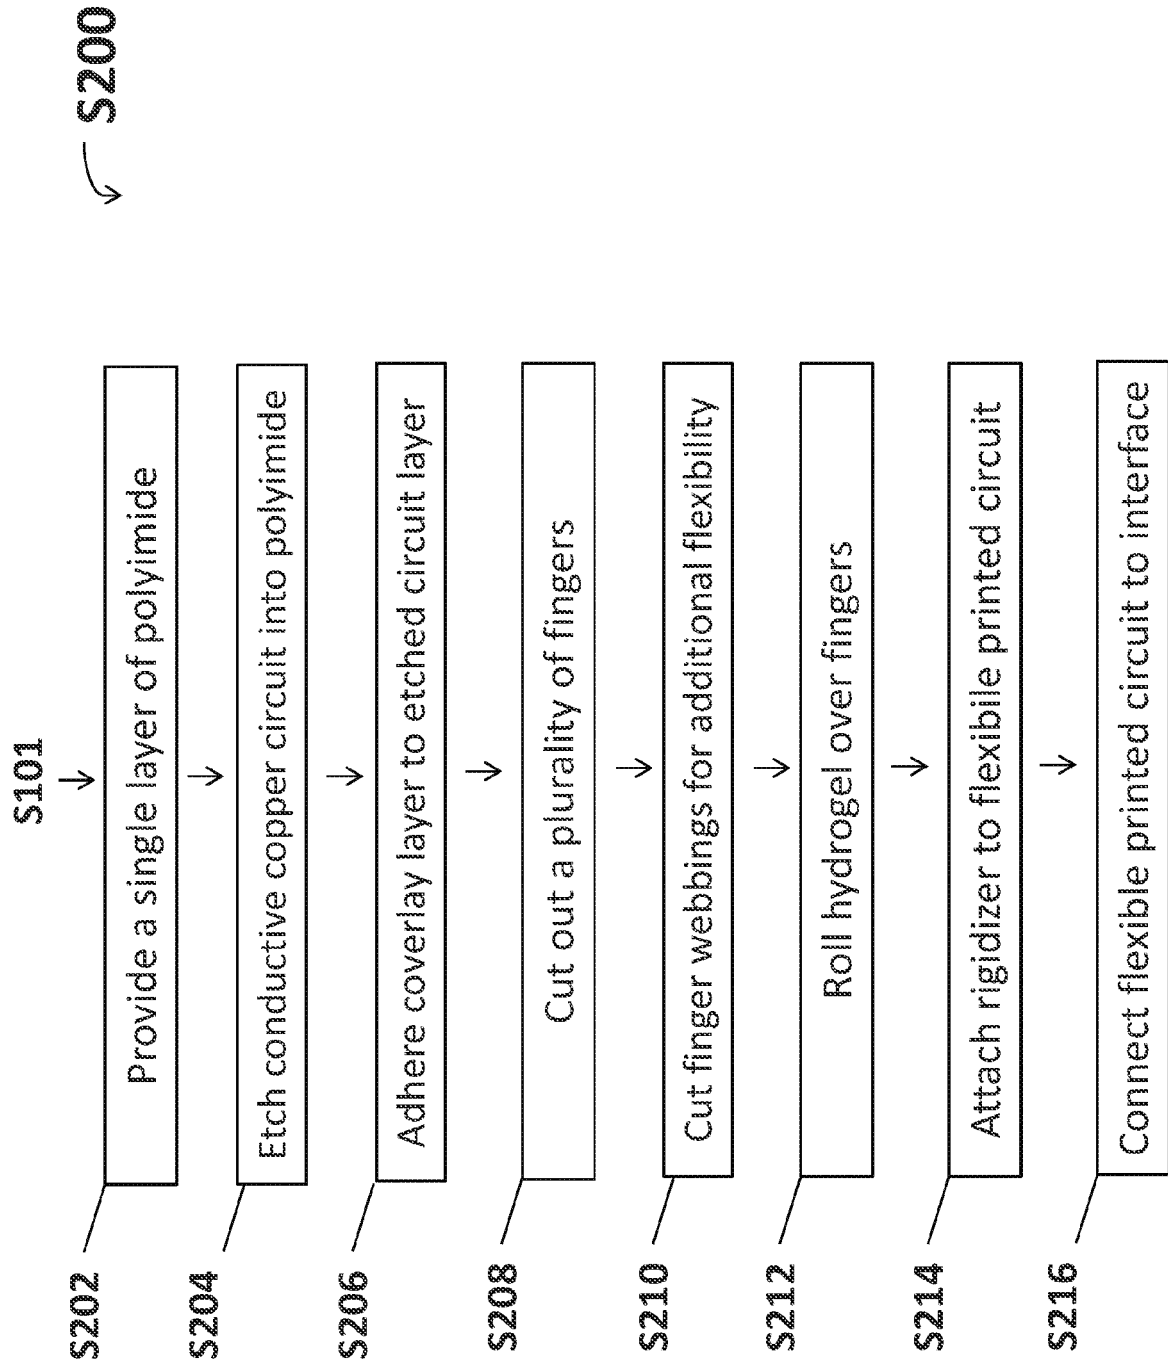 S200
S101
S202
Provide a single layer of polyimide
S204
Etch conductive copper circuit into polyimide
S206
Adhere coverlay layer to etched circuit layer
S208
Cut out a plurality of fingers
S210
Cut finger webbings for additional flexibility
S212
Roll hydrogel over fingers
S214
Attach rigidizer to flexibile printed circuit
S216
Connect flexible printed circuit to interface